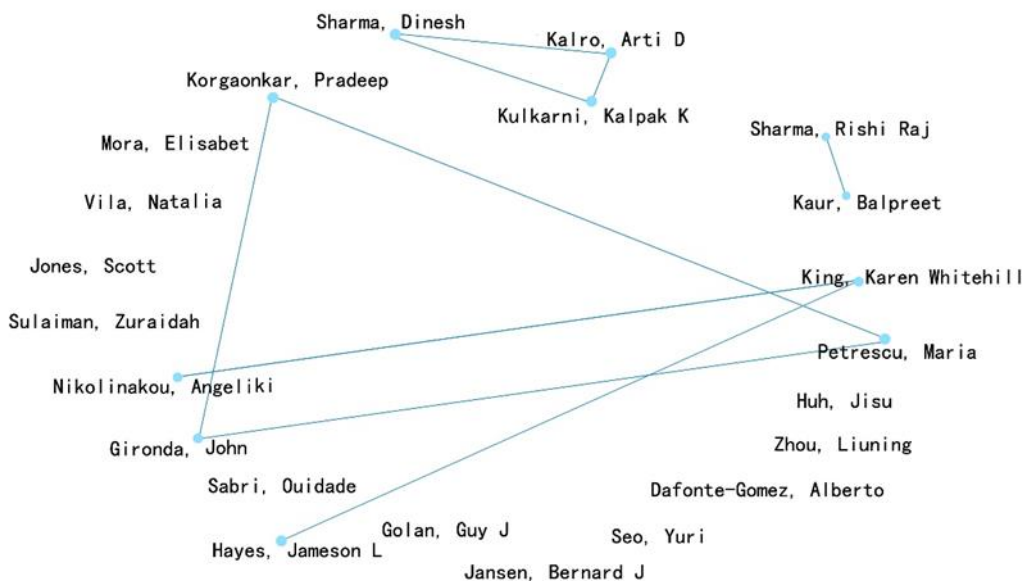 Sharma, Dinesh
Kalro, Arti D
Korgaonkar, Pradeep
Kulkarni, Kalpak K
Sharma, Rishi Raj
Mora, Elisabet
Vila, Natalia
Kaur, Balpreet
Jones, Scott
King, Karen Whitehill
Sulaiman, Zuraidah
Petrescu, Maria
Nikolinakou, Angeliki
Huh, Jisu
Gironda, John
Zhou, Liuning
Sabri, Ouidade
Dafonte-Gomez, Alberto
Golan, Guy J
Seo, Yuri
Hayes, Jameson L
Jansen, Bernard J